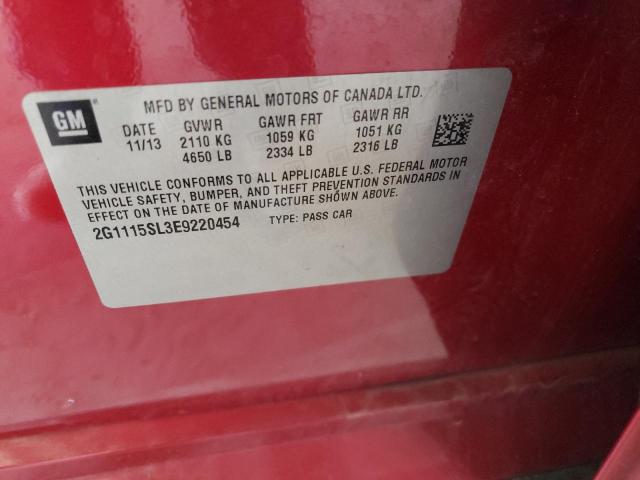 GM
MFD BY GENERAL MOTORS OF CANADA LTD.
DATE GVWR GAWR FRT GAWR RR
11/13 2110 KG 1059 KG 1051 KG
4650 LB 2334 LB 2316 LB
THIS VEHICLE CONFORMS TO ALL APPLICABLE U.S. FEDERAL MOTOR
VEHICLE SAFETY, BUMPER, AND THEFT PREVENTION STANDARDS IN
EFFECT ON THE DATE OF MANUFACTURE SHOWN ABOVE.
2G1115SL3E9220454 TYPE: PASS CAR